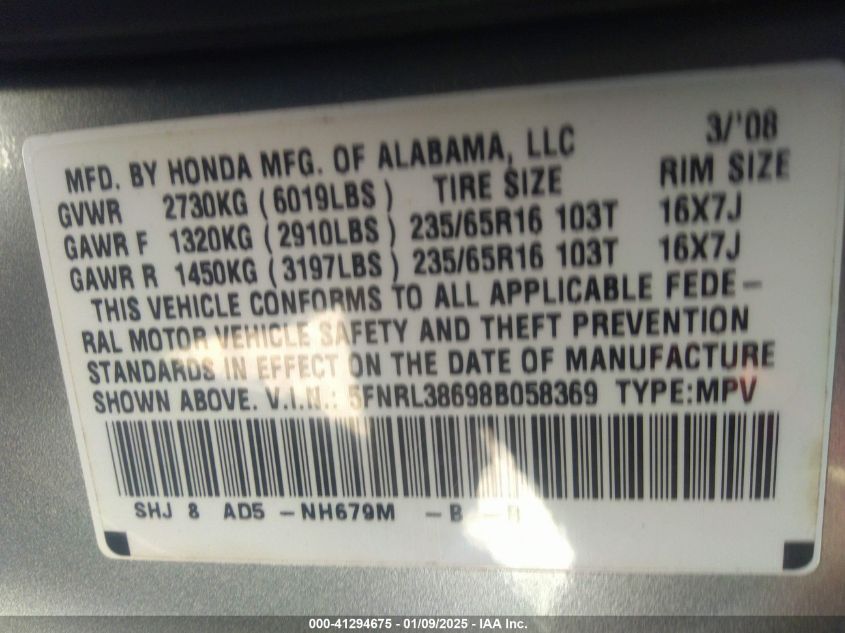 3/'08
MFD. BY HONDA MFG. OF ALABAMA, LLC
TIRE SIZE RIM SIZE
GVWR 2730KG (6019LBS)
GAWR F 1320KG (2910LBS) 235/65R16 103T 16X7J
GAWR R 1450KG (3197LBS) 235/65R16 103T 16X7J
THIS VEHICLE CONFORMS TO ALL APPLICABLE FEDE-
RAL MOTOR VEHICLE SAFETY AND THEFT PREVENTION
STANDARDS IN EFFECT ON THE DATE OF MANUFACTURE
SHOWN ABOVE. V.I.N.: 5FNRL38698B058369 TYPE:MPV
SHJ 8 AD5 -NH679M -B -
000-41294675 - 01/09/2025 - IAA Inc.